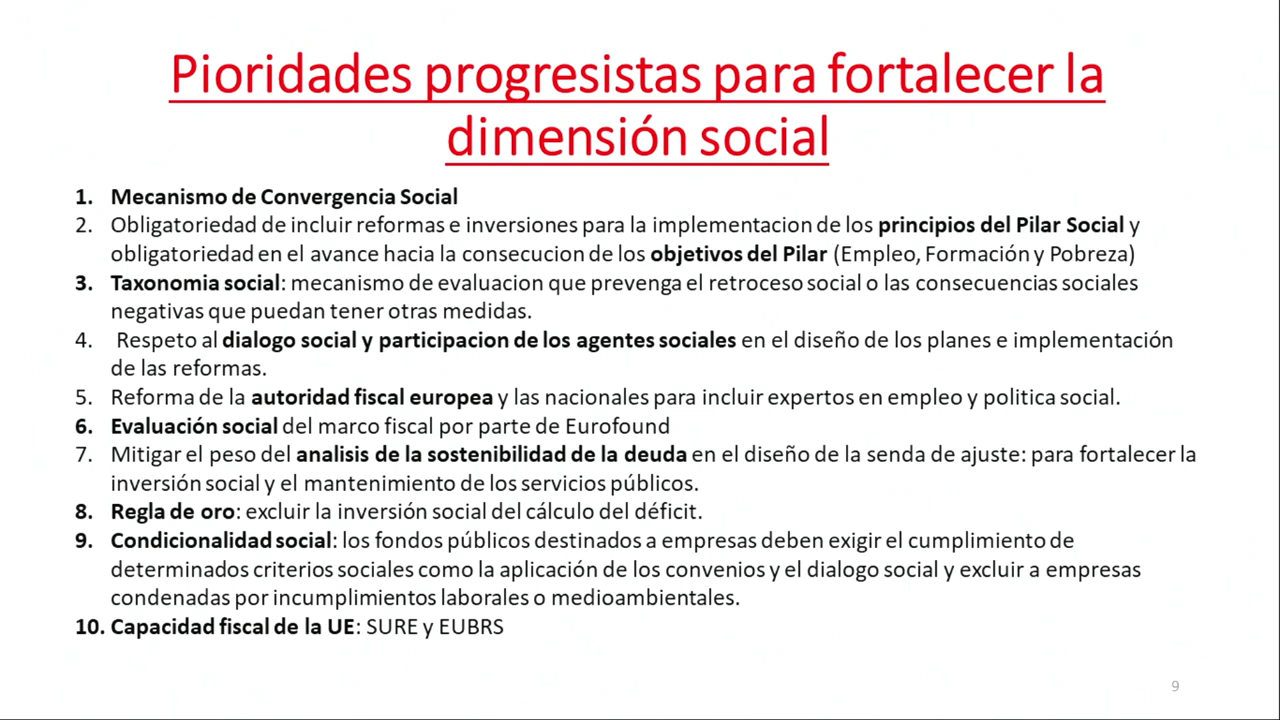 Pioridades progresistas para fortalecer la
dimensión social
1. Mecanismo de Convergencia Social
2. Obligatoriedad de incluir reformas e inversiones para la implementacion de los principios del Pilar Social y
obligatoriedad en el avance hacia la consecucion de los objetivos del Pilar (Empleo, Formación y Pobreza)
3. Taxonomia social: mecanismo de evaluacion que prevenga el retroceso social o las consecuencias sociales
negativas que puedan tener otras medidas.
4. Respeto al dialogo social y participacion de los agentes sociales en el diseño de los planes e implementación
de las reformas.
5. Reforma de la autoridad fiscal europea y las nacionales para incluir expertos en empleo y politica social.
6. Evaluación social del marco fiscal por parte de Eurofound
7. Mitigar el peso del analisis de la sostenibilidad de la deuda en el diseño de la senda de ajuste: para fortalecer la
inversión social y el mantenimiento de los servicios públicos.
8. Regla de oro: excluir la inversión social del cálculo del déficit.
9. Condicionalidad social: los fondos públicos destinados a empresas deben exigir el cumplimiento de
determinados criterios sociales como la aplicación de los convenios y el dialogo social y excluir a empresas
condenadas por incumplimientos laborales o medioambientales.
10. Capacidad fiscal de la UE: SURE y EUBRS
9